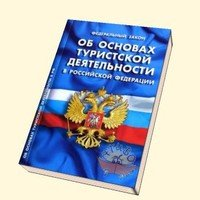 ФЕДЕРАЛЬНЫЙ ЗАКОН
ОБ ОСНОВАХ
ТУРИСТСКОЙ
ДЕЯТЕЛЬНОСТИ
В РОССИЙСКОЙ ФЕДЕРАЦИИ